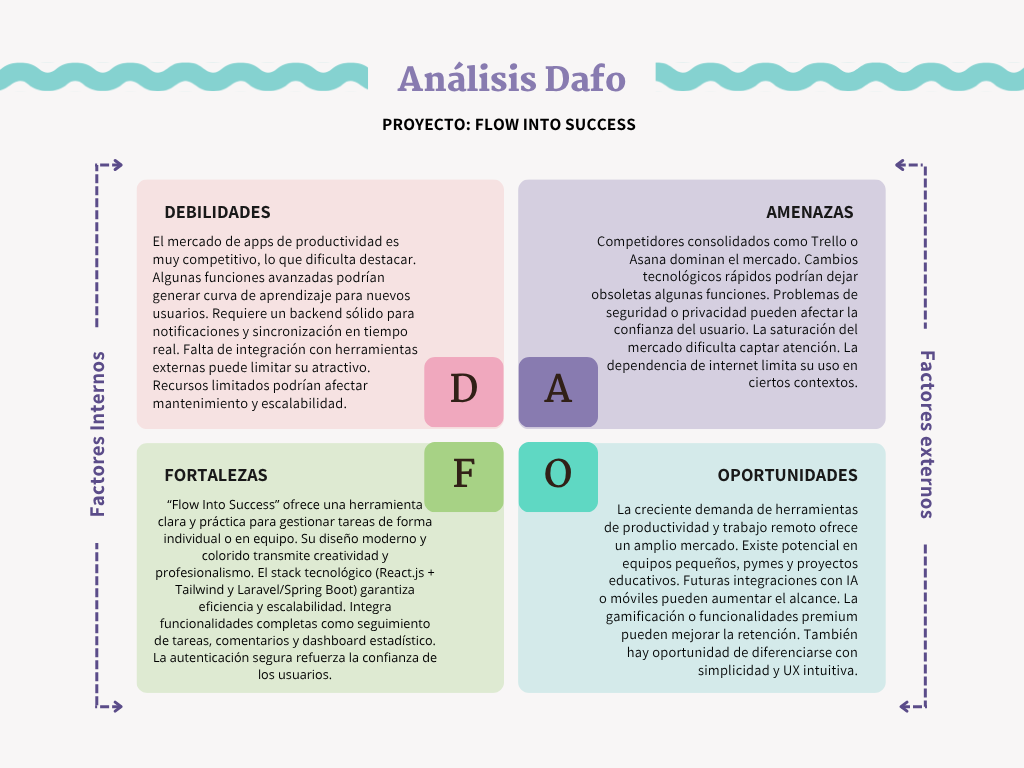 Análisis Dafo
PROYECTO: FLOW INTO SUCCESS
Factores Internos
DEBILIDADES
El mercado de apps de productividad es
muy competitivo, lo que dificulta destacar.
Algunas funciones avanzadas podrían
generar curva de aprendizaje para nuevos
usuarios. Requiere un backend sólido para
notificaciones y sincronización en tiempo
real. Falta de integración con herramientas
externas puede limitar su atractivo.
Recursos limitados podrían afectar
mantenimiento y escalabilidad.
D
AMENAZAS
Competidores consolidados como Trello o
Asana dominan el mercado. Cambios
tecnológicos rápidos podrían dejar
obsoletas algunas funciones. Problemas de
seguridad o privacidad pueden afectar la
confianza del usuario. La saturación del
mercado dificulta captar atención. La
dependencia de internet limita su uso en
ciertos contextos.
A
FORTALEZAS
“Flow Into Success” ofrece una herramienta
clara y práctica para gestionar tareas de forma
individual o en equipo. Su diseño moderno y
colorido transmite creatividad y
profesionalismo. El stack tecnológico (React.js +
Tailwind y Laravel/Spring Boot) garantiza
eficiencia y escalabilidad. Integra
funcionalidades completas como seguimiento
de tareas, comentarios y dashboard estadístico.
La autenticación segura refuerza la confianza de
los usuarios.
F
OPORTUNIDADES
La creciente demanda de herramientas
de productividad y trabajo remoto ofrece
un amplio mercado. Existe potencial en
equipos pequeños, pymes y proyectos
educativos. Futuras integraciones con IA
o móviles pueden aumentar el alcance. La
gamificación o funcionalidades premium
pueden mejorar la retención. También
hay oportunidad de diferenciarse con
simplicidad y UX intuitiva.
O
Factores externos